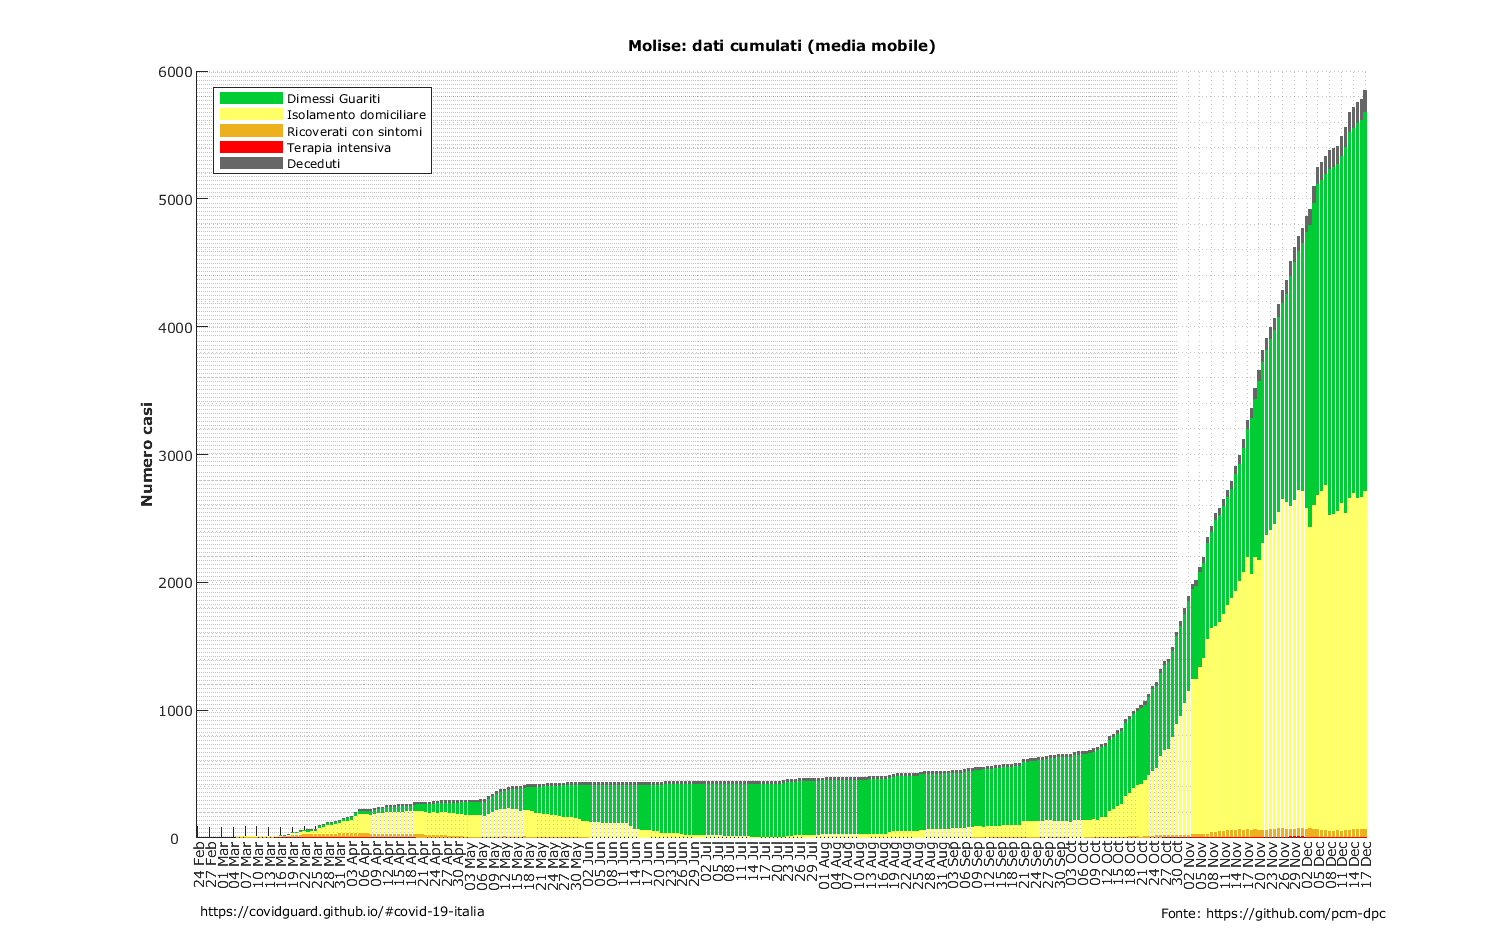 Molise: dati cumulati (media mobile)
6000
5000
4000
3000
2000
1000
0
Numero casi
Dimessi Guariti
Isolamento domiciliare
Ricoverati con sintomi
Terapia intensiva
Deceduti
24 Feb
27 Feb
01 Mar
04 Mar
07 Mar
10 Mar
13 Mar
16 Mar
19 Mar
22 Mar
25 Mar
28 Mar
31 Mar
03 Apr
06 Apr
09 Apr
12 Apr
15 Apr
18 Apr
21 Apr
24 Apr
27 Apr
30 Apr
03 May
06 May
09 May
12 May
15 May
18 May
21 May
24 May
27 May
30 May
02 Jun
05 Jun
08 Jun
11 Jun
14 Jun
17 Jun
20 Jun
23 Jun
26 Jun
29 Jun
02 Jul
05 Jul
08 Jul
11 Jul
14 Jul
17 Jul
20 Jul
23 Jul
26 Jul
29 Jul
01 Aug
04 Aug
07 Aug
10 Aug
13 Aug
16 Aug
19 Aug
22 Aug
25 Aug
28 Aug
31 Aug
03 Sep
06 Sep
09 Sep
12 Sep
15 Sep
18 Sep
21 Sep
24 Sep
27 Sep
30 Sep
03 Oct
06 Oct
09 Oct
12 Oct
15 Oct
18 Oct
21 Oct
24 Oct
27 Oct
30 Oct
02 Nov
05 Nov
08 Nov
11 Nov
14 Nov
17 Nov
20 Nov
23 Nov
26 Nov
29 Nov
02 Dec
05 Dec
08 Dec
11 Dec
14 Dec
17 Dec
https://covidguard.github.io/#covid-19-italia
Fonte: https://github.com/pcm-dpc